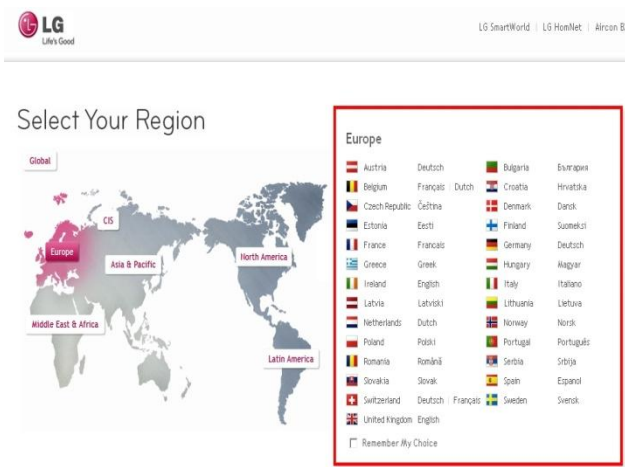 LG
Life's Good
LG SmartWorld | LG HomNet | Aircon B
Select Your Region
Global
CIS
Europe
Asia & Pacific
North America
Middle East & Africa
Latin America
Europe
Austria Deutsch Bulgaria България
Belgium Français | Dutch Croatia Hrvatska
Czech Republic Čeština Denmark Dansk
Estonia Eesti Finland Suomeksi
France Francais Germany Deutsch
Greece Greek Hungary Magyar
Ireland English Italy Italiano
Latvia Latviski Lithuania Lietuva
Netherlands Dutch Norway Norsk
Poland Polski Portugal Português
Romania Română Serbia Srbija
Slovakia Slovak Spain Espanol
Switzerland Deutsch | Français Sweden Svensk
United Kingdom English
Remember My Choice